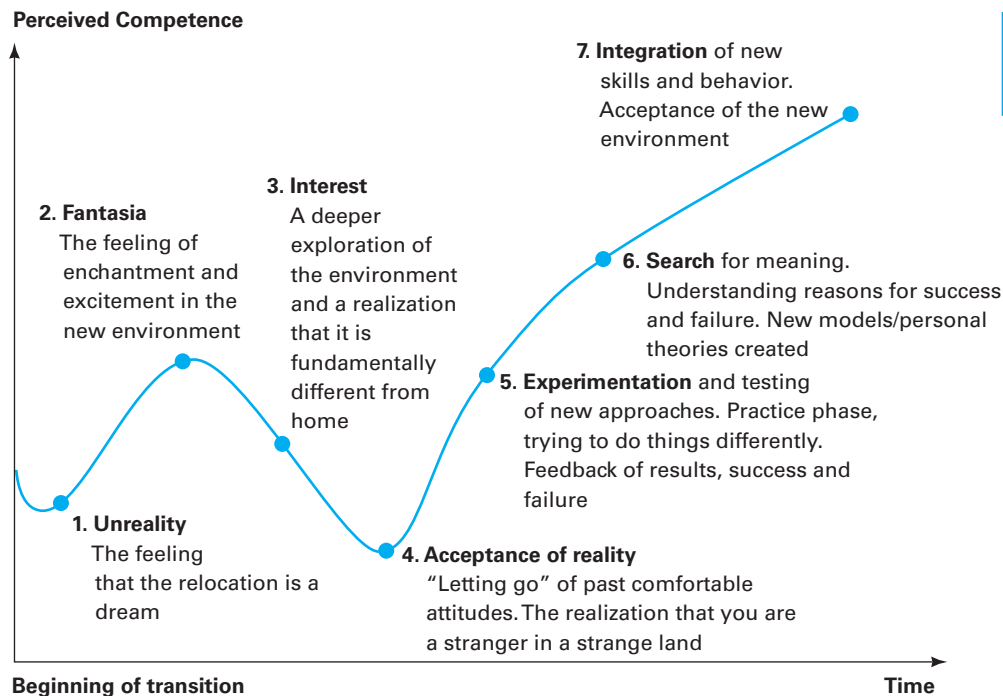 Perceived Competence
7. Integration of new
skills and behavior.
Acceptance of the new
environment
3. Interest
A deeper
exploration of
the environment
and a realization
that it is
fundamentally
different from
home
2. Fantasia
The feeling of
enchantment and
excitement in the
new environment
6. Search for meaning.
Understanding reasons for success
and failure. New models/personal
theories created
5. Experimentation and testing
of new approaches. Practice phase,
trying to do things differently.
Feedback of results, success and
failure
1. Unreality
The feeling
that the relocation is a
dream
4. Acceptance of reality
“Letting go” of past comfortable
attitudes. The realization that you are
a stranger in a strange land
Beginning of transition
Time